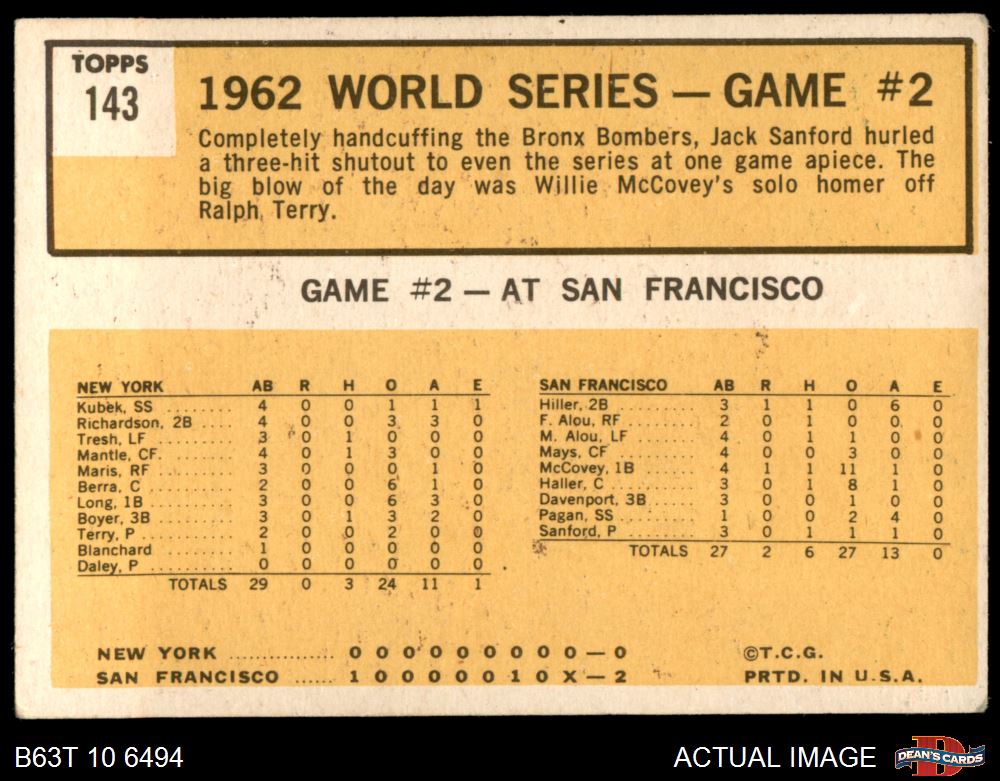 TOPPS
143
1962 WORLD SERIES — GAME #2
Completely handcuffing the Bronx Bombers, Jack Sanford hurled
a three-hit shutout to even the series at one game apiece. The
big blow of the day was Willie McCovey's solo homer off
Ralph Terry.
GAME #2 — AT SAN FRANCISCO
NEW YORK AB R H O A E
Kubek, SS ........ 4 0 0 1 1 1
Richardson, 2B .... 4 0 0 3 3 0
Tresh, LF ......... 3 0 1 0 0 0
Mantle, CF. ........ 4 0 1 3 0 0
Maris, RF ......... 3 0 0 0 1 0
Berra, C .......... 2 0 0 6 1 0
Long, 1B .......... 3 0 0 6 3 0
Boyer, 3B ......... 3 0 1 3 2 0
Terry, P .......... 2 0 0 2 0 0
Blanchard ......... 1 0 0 0 0 0
Daley, P .......... 0 0 0 0 0 0
TOTALS 29 0 3 24 11 1
SAN FRANCISCO AB R H O A E
Hiller, 2B ......... 3 1 1 0 6 0
F. Alou, RF ........ 2 0 1 0 0 0
M. Alou, LF ........ 4 0 1 1 0 0
Mays, CF .......... 4 0 0 3 0 0
McCovey, 1B ...... 4 1 1 11 1 0
Haller, C .......... 3 0 1 8 1 0
Davenport, 3B ..... 3 0 0 1 0 0
Pagan, SS ......... 1 0 0 2 4 0
Sanford, P ........ 3 0 1 1 1 0
TOTALS 27 2 6 27 13 0
NEW YORK .............. 0 0 0 0 0 0 0 0 0 — 0
SAN FRANCISCO ...... 1 0 0 0 0 0 1 0 X — 2
©T.C.G.
PRTD. IN U.S.A.
B63T 10 6494
ACTUAL IMAGE
DEAN'S CARDS